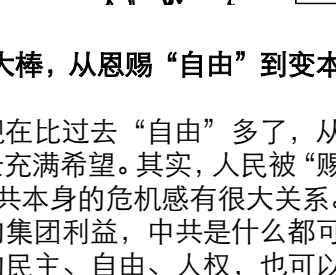 大棒，从恩赐“自由”到变本
在比过去“自由”多了，从
充满希望。其实，人民被“赐
共本身的危机感有很大关系。
集团利益，中共是什么都可
民主、自由、人权，也可以